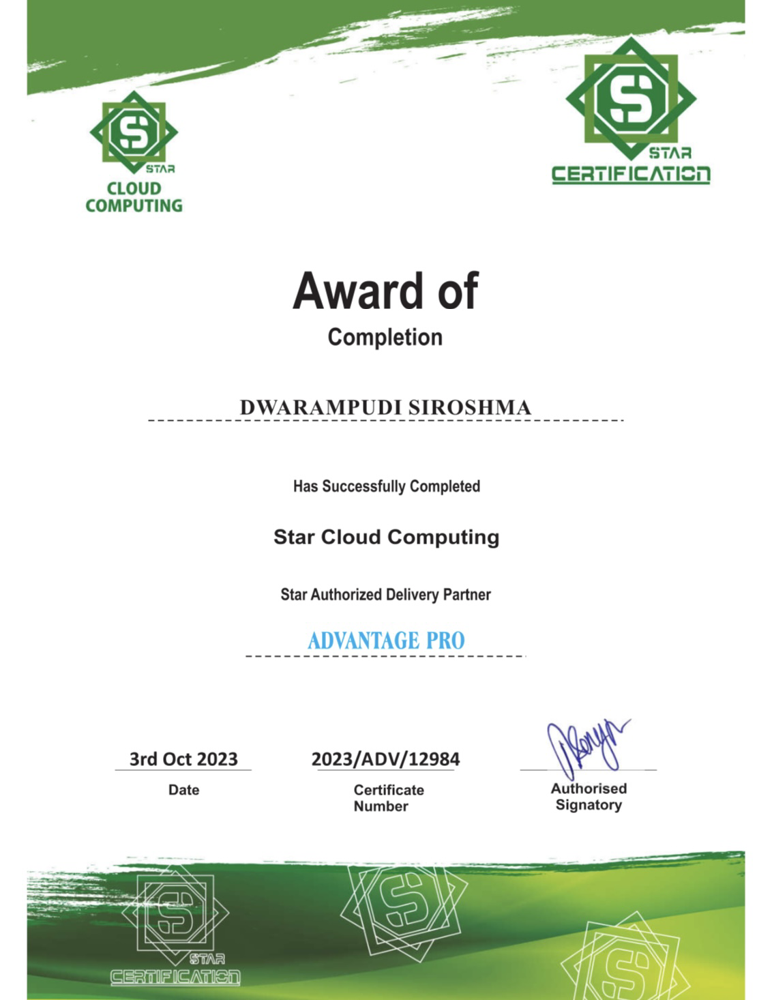 STAR
CLOUD
COMPUTING
STAR
CERTIFICATION
Award of
Completion
DWARAMPUDI SIROSHMA
Has Successfully Completed
Star Cloud Computing
Star Authorized Delivery Partner
ADVANTAGE PRO
3rd Oct 2023
Date
2023/ADV/12984
Certificate
Number
Authorised
Signatory
STAR
CERTIFICATION